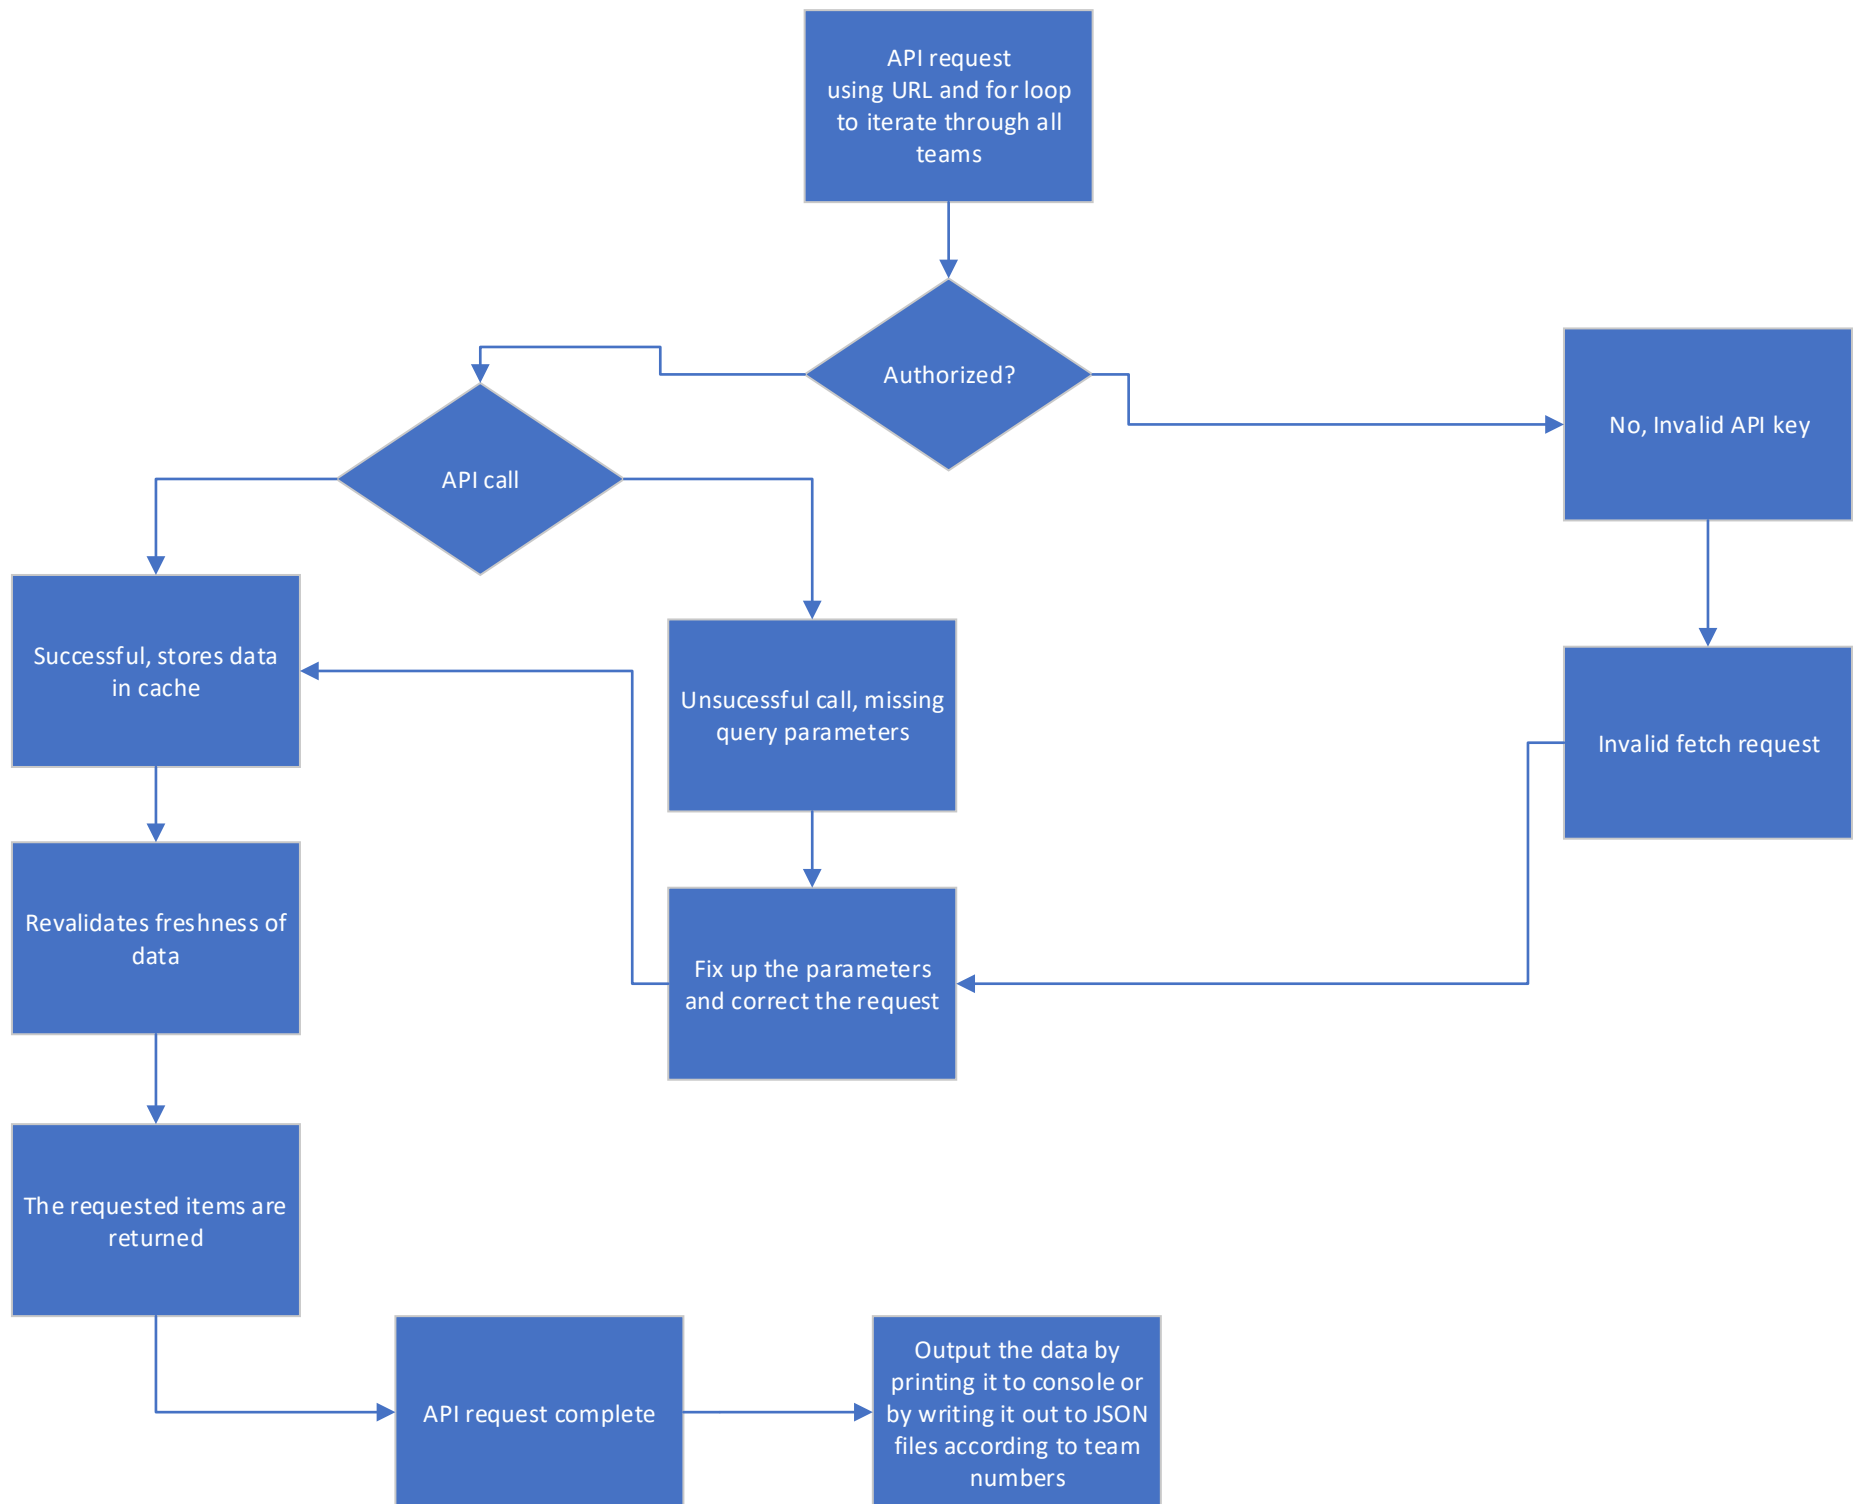 API request
using URL and for loop
to iterate through all
teams
Authorized?
No, Invalid API key
API call
Successful, stores data
in cache
Unsucessful call, missing
query parameters
Invalid fetch request
Revalidates freshness of
data
Fix up the parameters
and correct the request
The requested items are
returned
API request complete
Output the data by
printing it to console or
by writing it out to JSON
files according to team
numbers